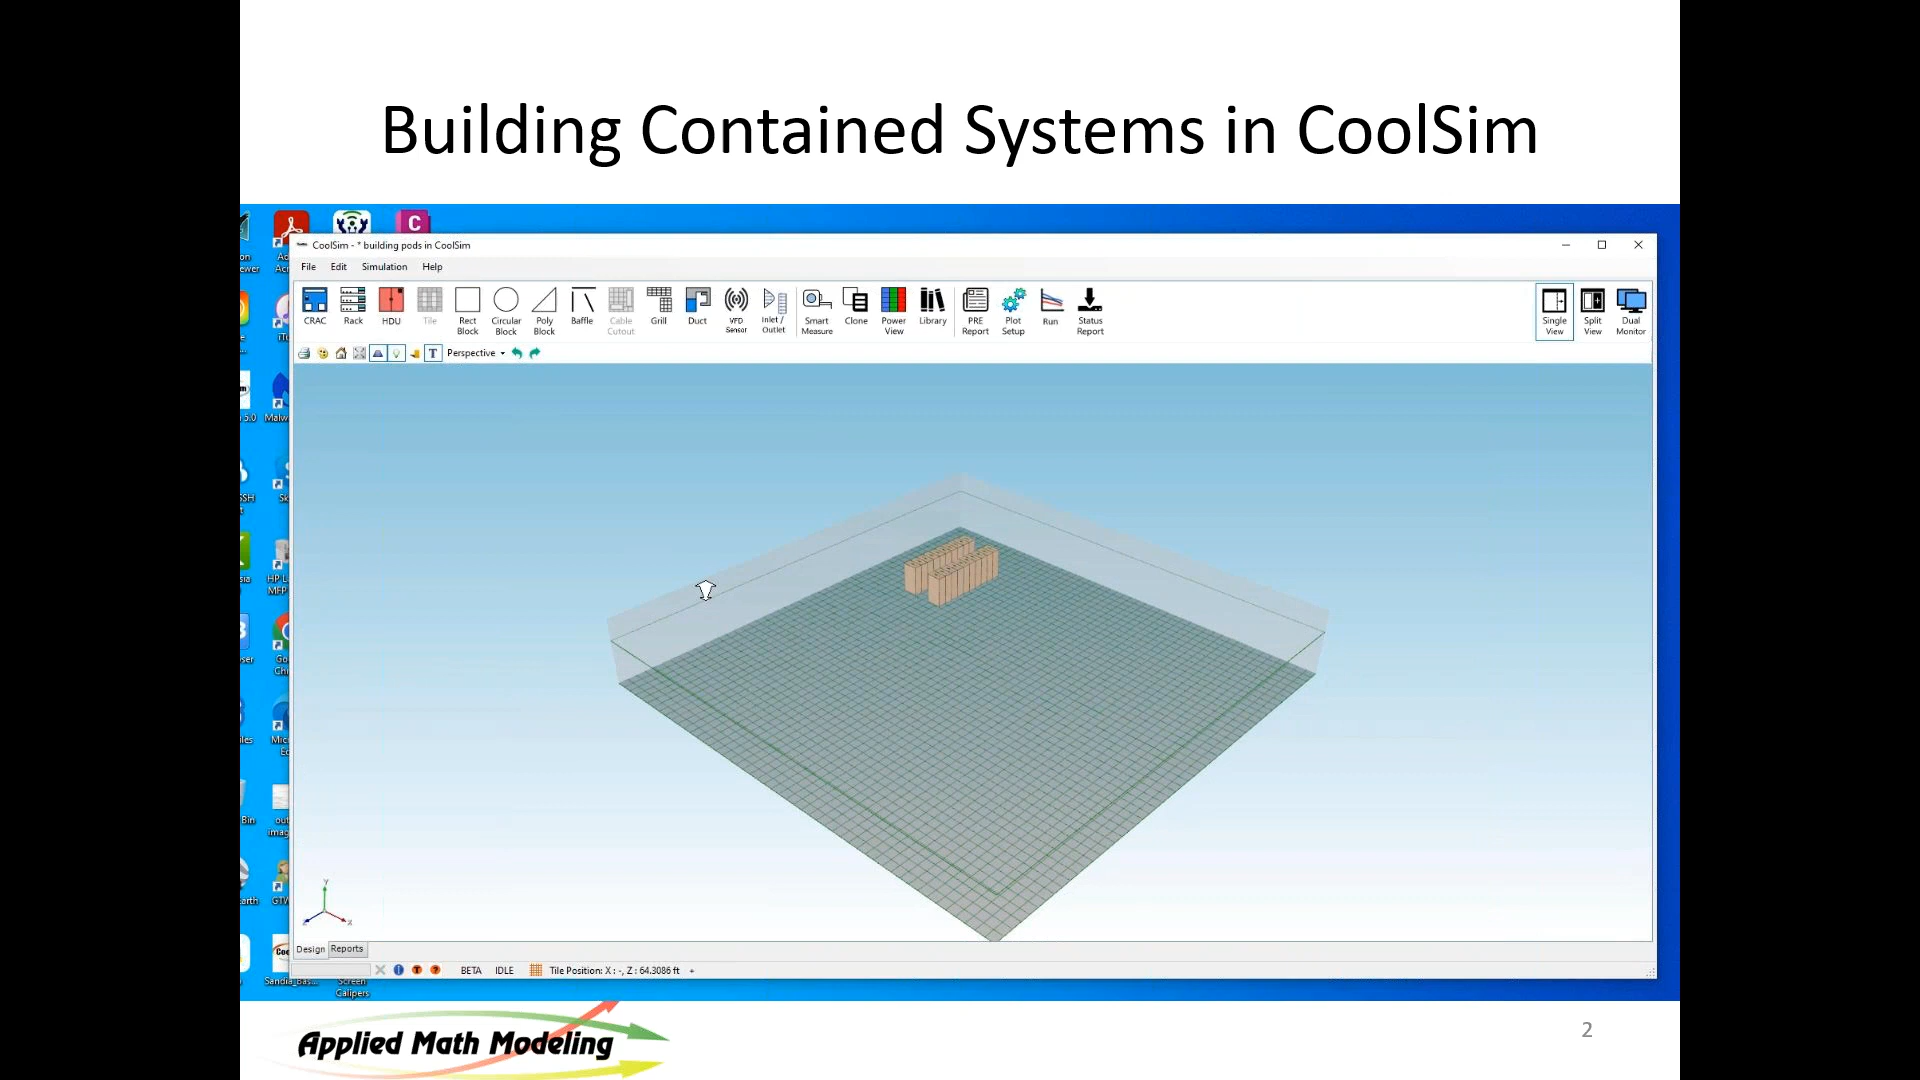 Building Contained Systems in CoolSim
CoolSim - * building pods in CoolSim
File Edit Simulation Help
CRAC Rack HDU Tile Rect Block Circular Block Poly Block Baffle Cable Cutout Grill Duct VFD Sensor Inlet / Outlet Smart Measure Clone Power View Library PRE Report Plot Setup Run Status Report Single View Split View Dual Monitor
T Perspective
Y
X
Design Reports
BETA IDLE Tile Position: X : -, Z : 64.3086 ft +
Sandia_bas... Screen Calipers
Applied Math Modeling
2